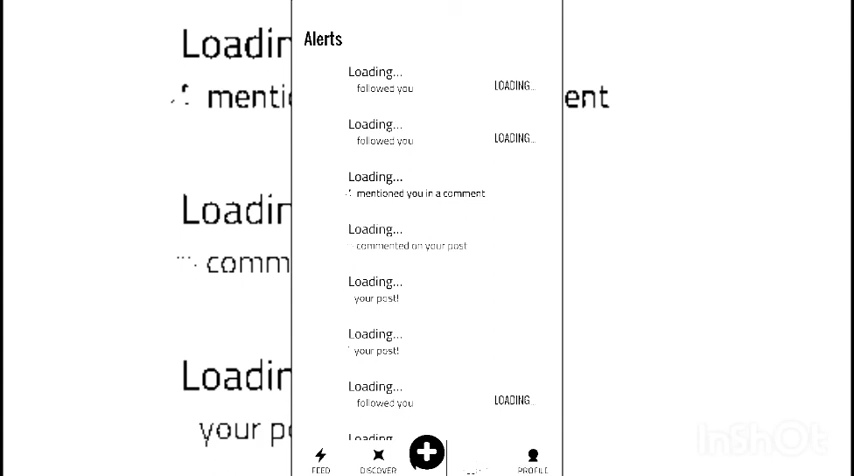 Alerts
Loading...
followed you
LOADING...
Loading...
followed you
LOADING...
Loading...
mentioned you in a comment
Loading...
commented on your post
Loading...
your post!
Loading...
your post!
Loading...
followed you
LOADING...
Loading
FEED
DISCOVER
PROFILE
Loadin
menti
ent
Loadin
comm
Loadin
your p
InShot